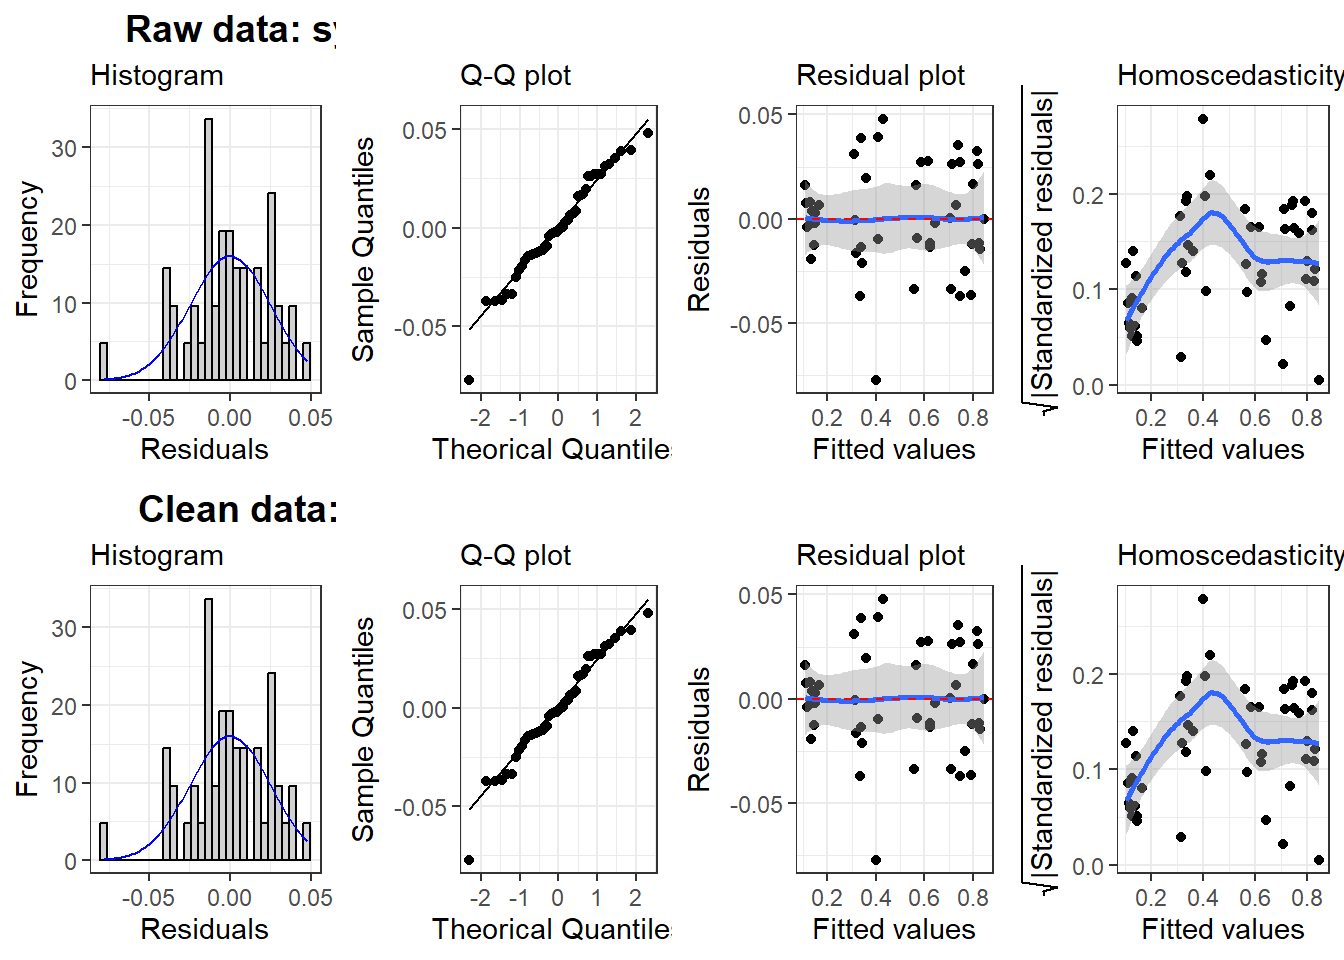 Raw data: sy
Histogram
Q-Q plot
Residual plot
Homoscedasticity
Frequency
30
20
10
0
-0.05
0.00
0.05
Residuals
Sample Quantiles
0.05
0.00
-0.05
-2
-1
0
1
2
Theorical Quantiles
Residuals
0.05
0.00
-0.05
0.2
0.4
0.6
0.8
Fitted values
√|Standardized residuals|
0.2
0.1
0.0
0.2
0.4
0.6
0.8
Fitted values
Clean data:
Histogram
Q-Q plot
Residual plot
Homoscedasticity
Frequency
30
20
10
0
-0.05
0.00
0.05
Residuals
Sample Quantiles
0.05
0.00
-0.05
-2
-1
0
1
2
Theorical Quantiles
Residuals
0.05
0.00
-0.05
0.2
0.4
0.6
0.8
Fitted values
√|Standardized residuals|
0.2
0.1
0.0
0.2
0.4
0.6
0.8
Fitted values